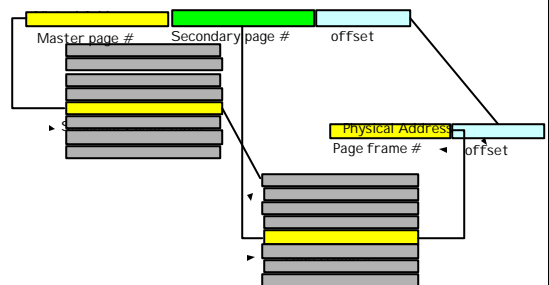 Master page #
Secondary page #
offset
Physical Address
Page frame #
offset